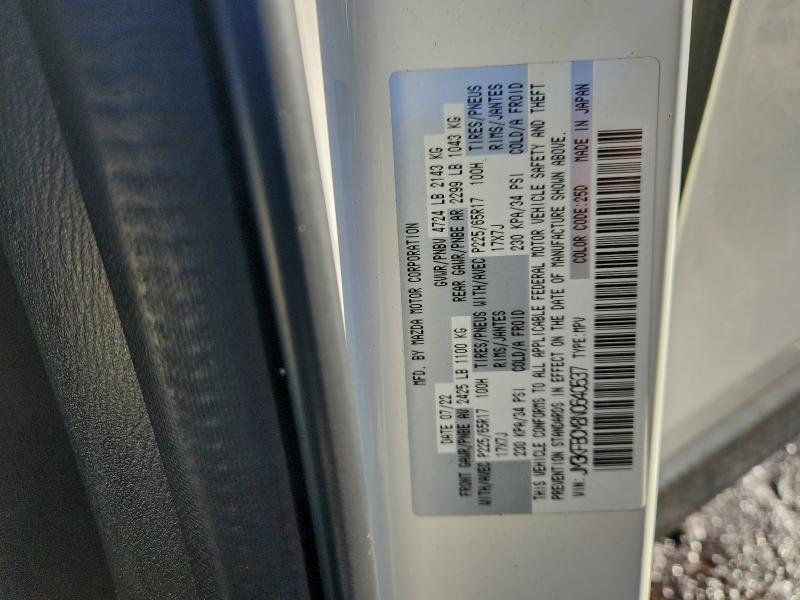 MFD. BY MAZDA MOTOR CORPORATION
DATE 07/22 GVWR/PNBV 4724 LB 2143 KG
FRONT GAWR/PNBE AV 2425 LB 1100 KG REAR GAWR/PNBE AR 2299 LB 1043 KG
TIRES/PNEUS TIRES/PNEUS
WITH/AVEC P225/65R17 100H WITH/AVEC P225/65R17 100H.
RIMS/JANTES RIMS/JANTES
17X7J 17X7J
COLD/A FROID COLD/A FROID
230 KPA/34 PSI 230 KPA/34 PSI
THIS VEHICLE CONFORMS TO ALL APPLICABLE FEDERAL MOTOR VEHICLE SAFETY AND THEFT
PREVENTION STANDARDS IN EFFECT ON THE DATE OF MANUFACTURE SHOWN ABOVE.
VIN: TYPE:MPV COLOR CODE:25D MADE IN JAPAN